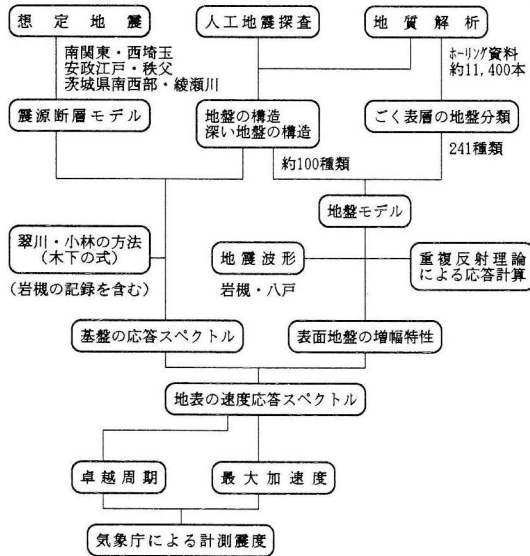 想定地震
人工地震探査
地質解析
南関東・西埼玉
安政江戸・秩父
茨城県南西部・綾瀬川
ホーリング資料
約11,400本
震源断層モデル
地盤の構造
深い地盤の構造
ごく表層の地盤分類
約100種類
241種類
地盤モデル
翠川・小林の方法
(木下の式)
(岩槻の記録を含む)
地震波形
岩槻・八戸
重複反射理論
による応答計算
基盤の応答スペクトル
表面地盤の増幅特性
地表の速度応答スペクトル
卓越周期
最大加速度
気象庁による計測震度